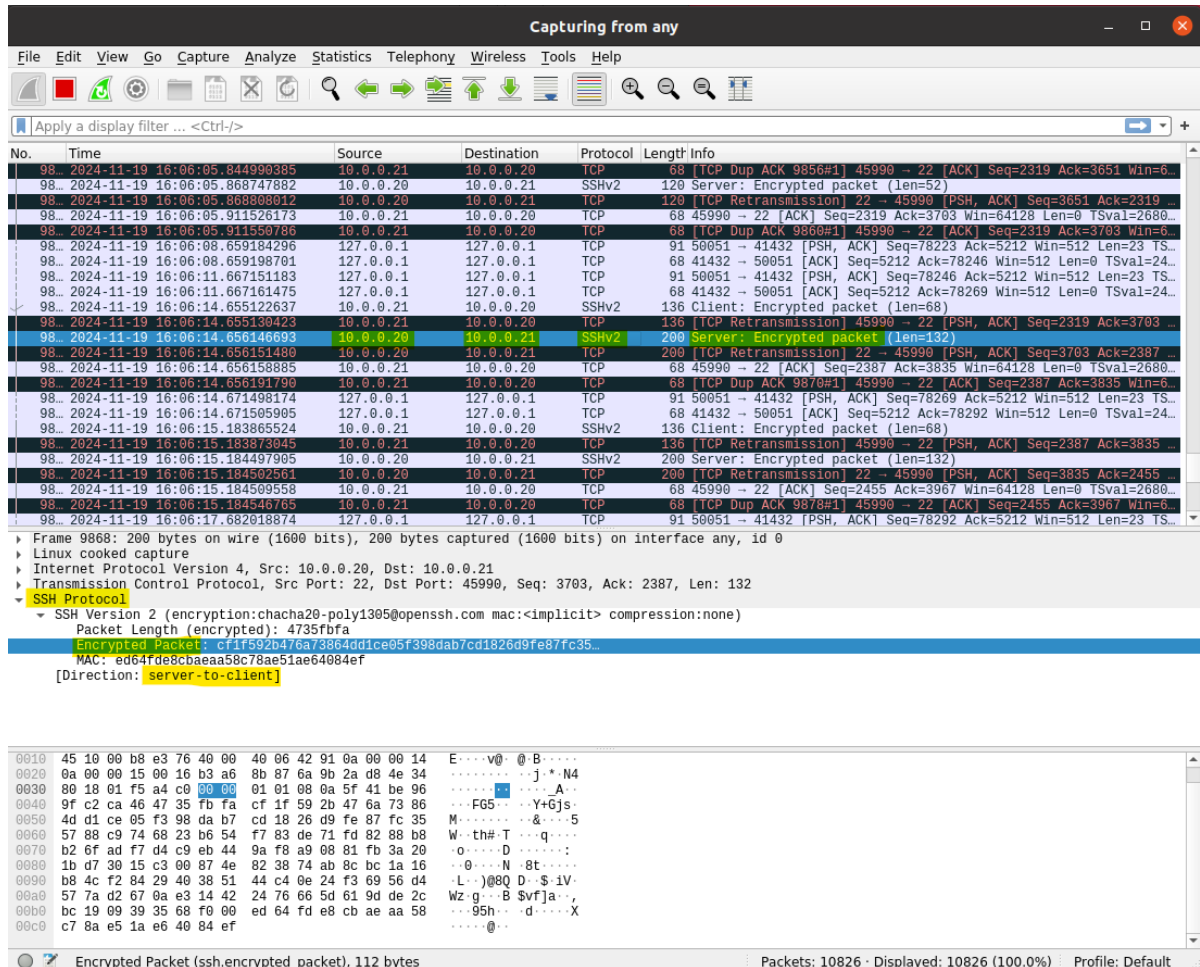 Capturing from any
File Edit View Go Capture Analyze Statistics Telephony Wireless Tools Help
Apply a display filter ... <Ctrl-/>
No. Time Source Destination Protocol Length Info
98… 2024-11-19 16:06:05.844990385 10.0.0.21 10.0.0.20 TCP 68 [TCP Dup ACK 9856#1] 45990 → 22 [ACK] Seq=2319 Ack=3651 Win=6…
98… 2024-11-19 16:06:05.868747882 10.0.0.20 10.0.0.21 SSHv2 120 Server: Encrypted packet (len=52)
98… 2024-11-19 16:06:05.868808012 10.0.0.20 10.0.0.21 TCP 120 [TCP Retransmission] 22 → 45990 [PSH, ACK] Seq=3651 Ack=2319 …
98… 2024-11-19 16:06:05.911526173 10.0.0.21 10.0.0.20 TCP 68 45990 → 22 [ACK] Seq=2319 Ack=3703 Win=64128 Len=0 TSval=2680…
98… 2024-11-19 16:06:05.911550786 10.0.0.21 10.0.0.20 TCP 68 [TCP Dup ACK 9860#1] 45990 → 22 [ACK] Seq=2319 Ack=3703 Win=6…
98… 2024-11-19 16:06:08.659184296 127.0.0.1 127.0.0.1 TCP 91 50051 → 41432 [PSH, ACK] Seq=78223 Ack=5212 Win=512 Len=23 TS…
98… 2024-11-19 16:06:08.659198701 127.0.0.1 127.0.0.1 TCP 68 41432 → 50051 [ACK] Seq=5212 Ack=78246 Win=512 Len=0 TSval=24…
98… 2024-11-19 16:06:11.667151183 127.0.0.1 127.0.0.1 TCP 91 50051 → 41432 [PSH, ACK] Seq=78246 Ack=5212 Win=512 Len=23 TS…
98… 2024-11-19 16:06:11.667161475 127.0.0.1 127.0.0.1 TCP 68 41432 → 50051 [ACK] Seq=5212 Ack=78269 Win=512 Len=0 TSval=24…
98… 2024-11-19 16:06:14.655122637 10.0.0.21 10.0.0.20 SSHv2 136 Client: Encrypted packet (len=68)
98… 2024-11-19 16:06:14.655130423 10.0.0.21 10.0.0.20 TCP 136 [TCP Retransmission] 45990 → 22 [PSH, ACK] Seq=2319 Ack=3703 …
98… 2024-11-19 16:06:14.656146693 10.0.0.20 10.0.0.21 SSHv2 200 Server: Encrypted packet (len=132)
98… 2024-11-19 16:06:14.656151480 10.0.0.20 10.0.0.21 TCP 200 [TCP Retransmission] 22 → 45990 [PSH, ACK] Seq=3703 Ack=2387 …
98… 2024-11-19 16:06:14.656158885 10.0.0.21 10.0.0.20 TCP 68 45990 → 22 [ACK] Seq=2387 Ack=3835 Win=64128 Len=0 TSval=2680…
98… 2024-11-19 16:06:14.656191790 10.0.0.21 10.0.0.20 TCP 68 [TCP Dup ACK 9870#1] 45990 → 22 [ACK] Seq=2387 Ack=3835 Win=6…
98… 2024-11-19 16:06:14.671498174 127.0.0.1 127.0.0.1 TCP 91 50051 → 41432 [PSH, ACK] Seq=78269 Ack=5212 Win=512 Len=23 TS…
98… 2024-11-19 16:06:14.671505905 127.0.0.1 127.0.0.1 TCP 68 41432 → 50051 [ACK] Seq=5212 Ack=78292 Win=512 Len=0 TSval=24…
98… 2024-11-19 16:06:15.183865524 10.0.0.21 10.0.0.20 SSHv2 136 Client: Encrypted packet (len=68)
98… 2024-11-19 16:06:15.183873045 10.0.0.21 10.0.0.20 TCP 136 [TCP Retransmission] 45990 → 22 [PSH, ACK] Seq=2387 Ack=3835 …
98… 2024-11-19 16:06:15.184497905 10.0.0.20 10.0.0.21 SSHv2 200 Server: Encrypted packet (len=132)
98… 2024-11-19 16:06:15.184502561 10.0.0.20 10.0.0.21 TCP 200 [TCP Retransmission] 22 → 45990 [PSH, ACK] Seq=3835 Ack=2455 …
98… 2024-11-19 16:06:15.184509558 10.0.0.21 10.0.0.20 TCP 68 45990 → 22 [ACK] Seq=2455 Ack=3967 Win=64128 Len=0 TSval=2680…
98… 2024-11-19 16:06:15.184546765 10.0.0.21 10.0.0.20 TCP 68 [TCP Dup ACK 9878#1] 45990 → 22 [ACK] Seq=2455 Ack=3967 Win=6…
98… 2024-11-19 16:06:17.682018874 127.0.0.1 127.0.0.1 TCP 91 50051 → 41432 [PSH, ACK] Seq=78292 Ack=5212 Win=512 Len=23 TS…
Frame 9868: 200 bytes on wire (1600 bits), 200 bytes captured (1600 bits) on interface any, id 0
Linux cooked capture
Internet Protocol Version 4, Src: 10.0.0.20, Dst: 10.0.0.21
Transmission Control Protocol, Src Port: 22, Dst Port: 45990, Seq: 3703, Ack: 2387, Len: 132
SSH Protocol
SSH Version 2 (encryption:chacha20-poly1305@openssh.com mac:<implicit> compression:none)
Packet Length (encrypted): 4735fbfa
Encrypted Packet: cf1f592b476a73864dd1ce05f398dab7cd1826d9fe87fc35…
MAC: ed64fde8cbaeaa58c78ae51ae64084ef
[Direction: server-to-client]
0010 45 10 00 b8 e3 76 40 00 40 06 42 91 0a 00 00 14 E····v@· @·B·····
0020 0a 00 00 15 00 16 b3 a6 8b 87 6a 9b 2a d8 4e 34 ········ ··j·*·N4
0030 80 18 01 f5 a4 c0 00 00 01 01 08 0a 5f 41 be 96 ········ ····_A··
0040 9f c2 ca 46 47 35 fb fa cf 1f 59 2b 47 6a 73 86 ···FG5·· ··Y+Gjs·
0050 4d d1 ce 05 f3 98 da b7 cd 18 26 d9 fe 87 fc 35 M······· ··&····5
0060 57 88 c9 74 68 23 b6 54 f7 83 de 71 fd 82 88 b8 W··th#·T ···q····
0070 b2 6f ad f7 d4 c9 eb 44 9a f8 a9 08 81 fb 3a 20 ·o·····D ······:
0080 1b d7 30 15 c3 00 87 4e 82 38 74 ab 8c bc 1a 16 ··0····N ·8t·····
0090 b8 4c f2 84 29 40 38 51 44 c4 0e 24 f3 69 56 d4 ·L··)@8Q D··$·iV·
00a0 57 7a d2 67 0a e3 14 42 24 76 66 5d 61 9d de 2c Wz·g···B $vf]a··,
00b0 bc 19 09 39 35 68 f0 00 ed 64 fd e8 cb ae aa 58 ···95h·· ·d·····X
00c0 c7 8a e5 1a e6 40 84 ef ·····@··
Encrypted Packet (ssh.encrypted_packet), 112 bytes Packets: 10826 · Displayed: 10826 (100.0%) Profile: Default